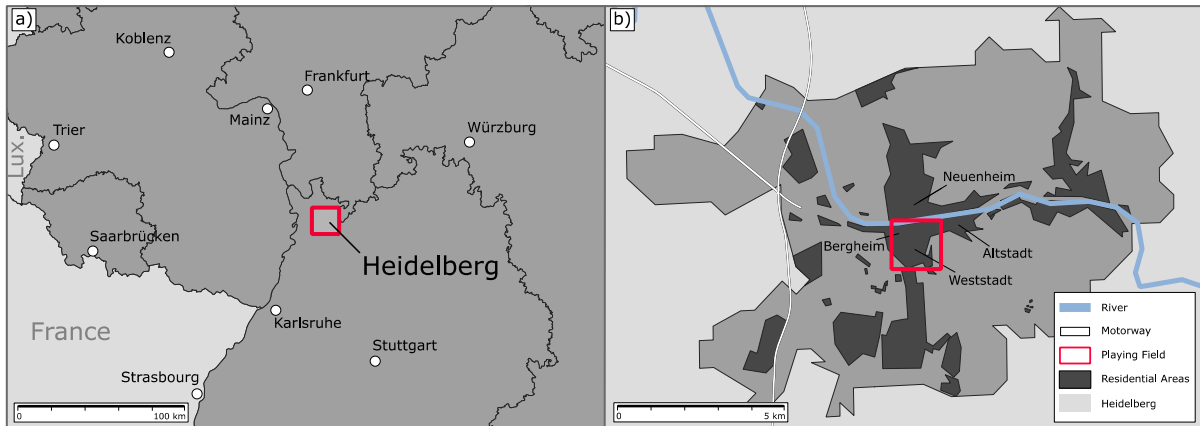 a)
Koblenz
Frankfurt
Mainz
Würzburg
Trier
Lux.
Saarbrücken
Heidelberg
Karlsruhe
France
Stuttgart
Strasbourg
0 100 km
b)
Neuenheim
Bergheim
Altstadt
Weststadt
River
Motorway
Playing Field
Residential Areas
Heidelberg
0 5 km